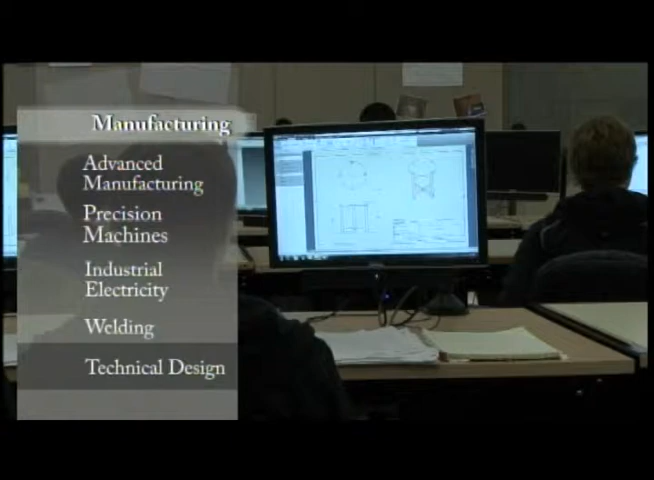 Manufacturing
Advanced
Manufacturing
Precision
Machines
Industrial
Electricity
Welding
Technical Design